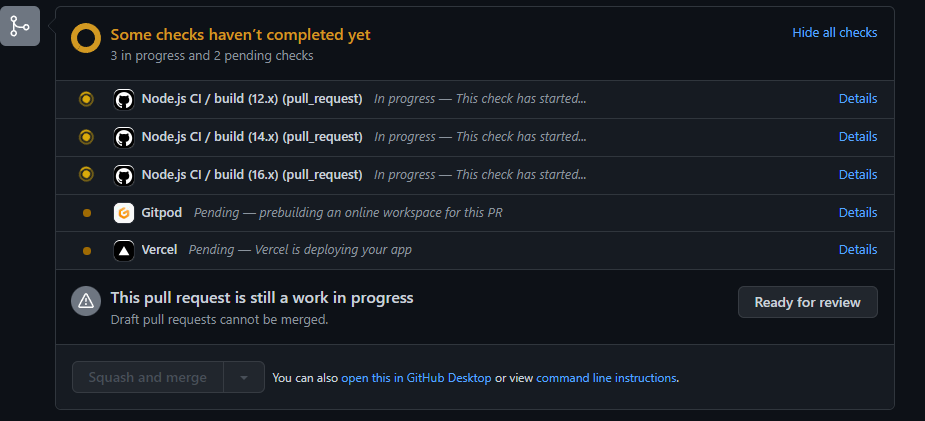 Some checks haven't completed yet
Hide all checks
3 in progress and 2 pending checks
Node.js CI / build (12.x) (pull_request) In progress — This check has started... Details
Node.js CI / build (14.x) (pull_request) In progress — This check has started... Details
Node.js CI / build (16.x) (pull_request) In progress — This check has started... Details
Gitpod Pending — prebuilding an online workspace for this PR Details
Vercel Pending — Vercel is deploying your app Details
This pull request is still a work in progress
Draft pull requests cannot be merged.
Ready for review
Squash and merge
You can also open this in GitHub Desktop or view command line instructions.